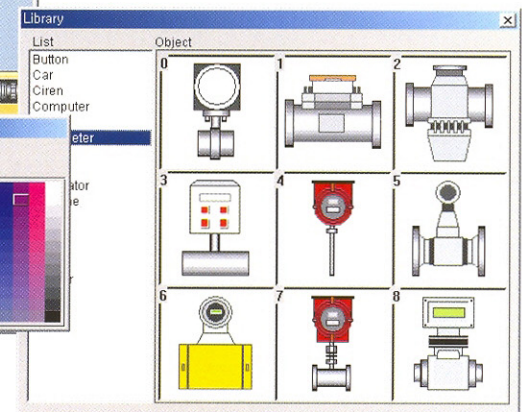 Library
List
Object
Button
Car
Ciren
Computer
eter
ator
e
r
0
1
2
3
4
5
6
7
8